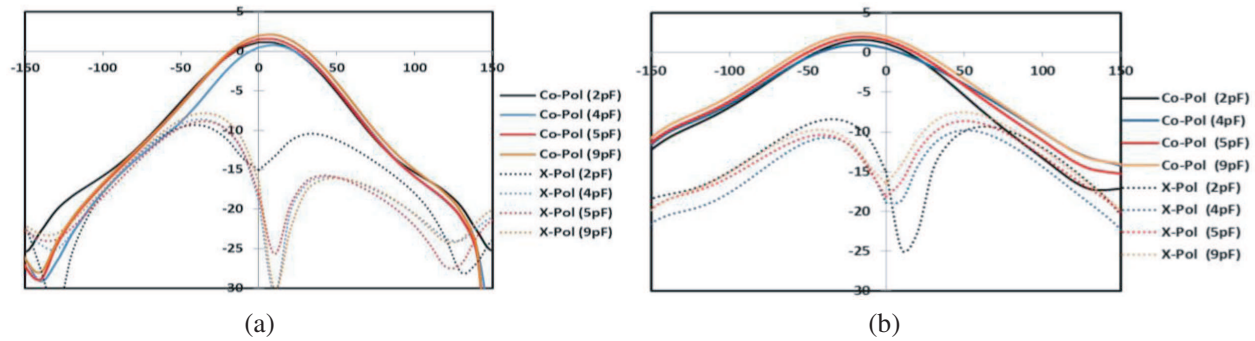 5
0
-150 -100 -50 0 50 100 150
-5
-10
-15
-20
-25
30
Co-Pol (2pF)
Co-Pol (4pF)
Co-Pol (5pF)
Co-Pol (9pF)
X-Pol (2pF)
X-Pol (4pF)
X-Pol (5pF)
X-Pol (9pF)
(a)
5
0
-150 -100 -50 0 50 100 150
-5
-10
-15
-20
-25
30
Co-Pol (2pF)
Co-Pol (4pF)
Co-Pol (5pF)
Co-Pol (9pF)
X-Pol (2pF)
X-Pol (4pF)
X-Pol (5pF)
X-Pol (9pF)
(b)